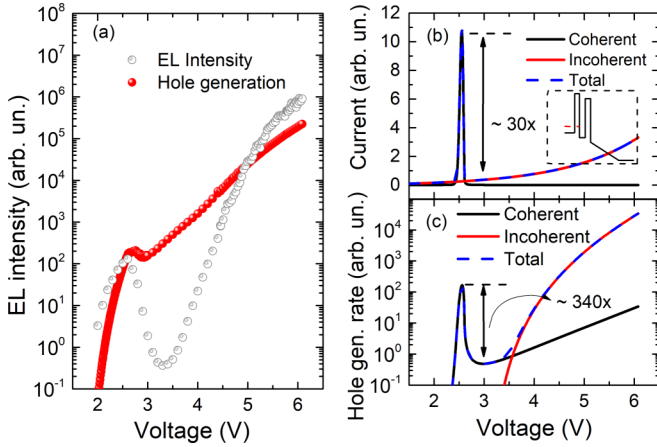 (a)
EL Intensity
Hole generation
10^8
10^7
10^6
10^5
10^4
10^3
10^2
10^1
10^0
10^-1
EL intensity (arb. un.)
2 3 4 5 6
Voltage (V)
(b)
Coherent
Incoherent
Total
~ 30x
12
10
8
6
4
2
0
Current (arb. un.)
(c)
Coherent
Incoherent
Total
~ 340x
10^4
10^3
10^2
10^1
10^0
10^-1
Hole gen. rate (arb. un.)
2 3 4 5 6
Voltage (V)